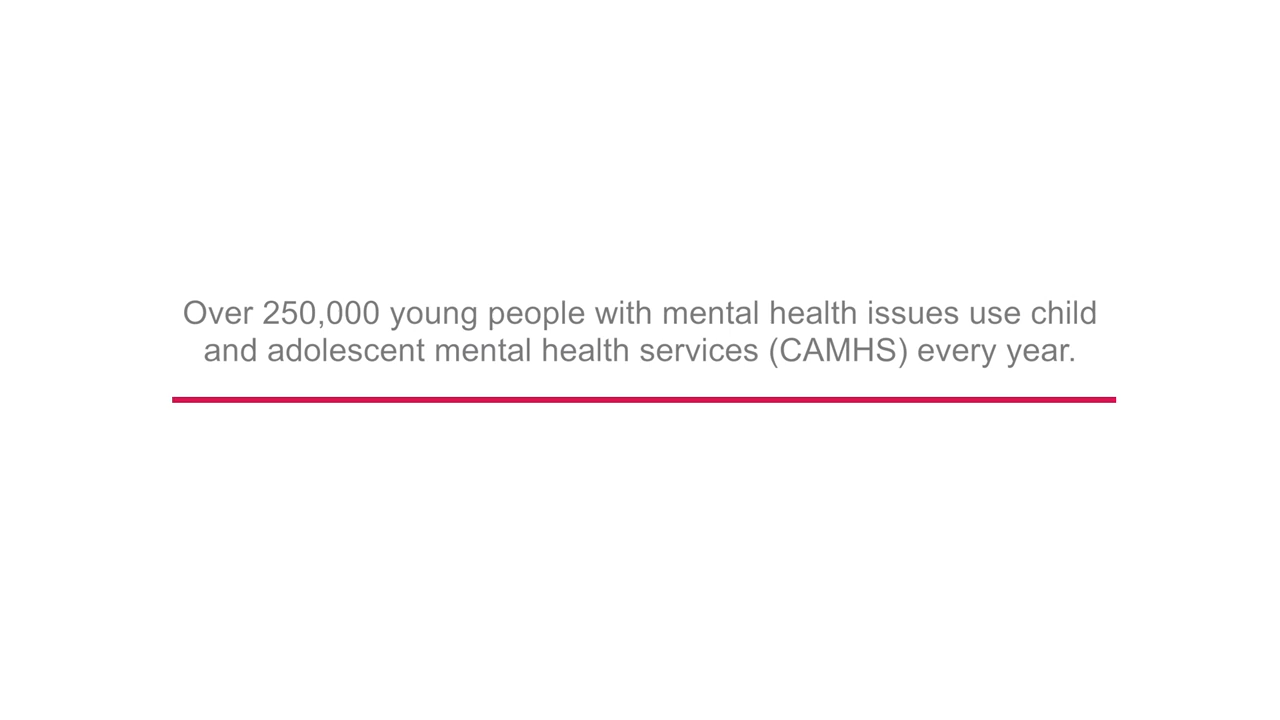 Over 250,000 young people with mental health issues use child
and adolescent mental health services (CAMHS) every year.